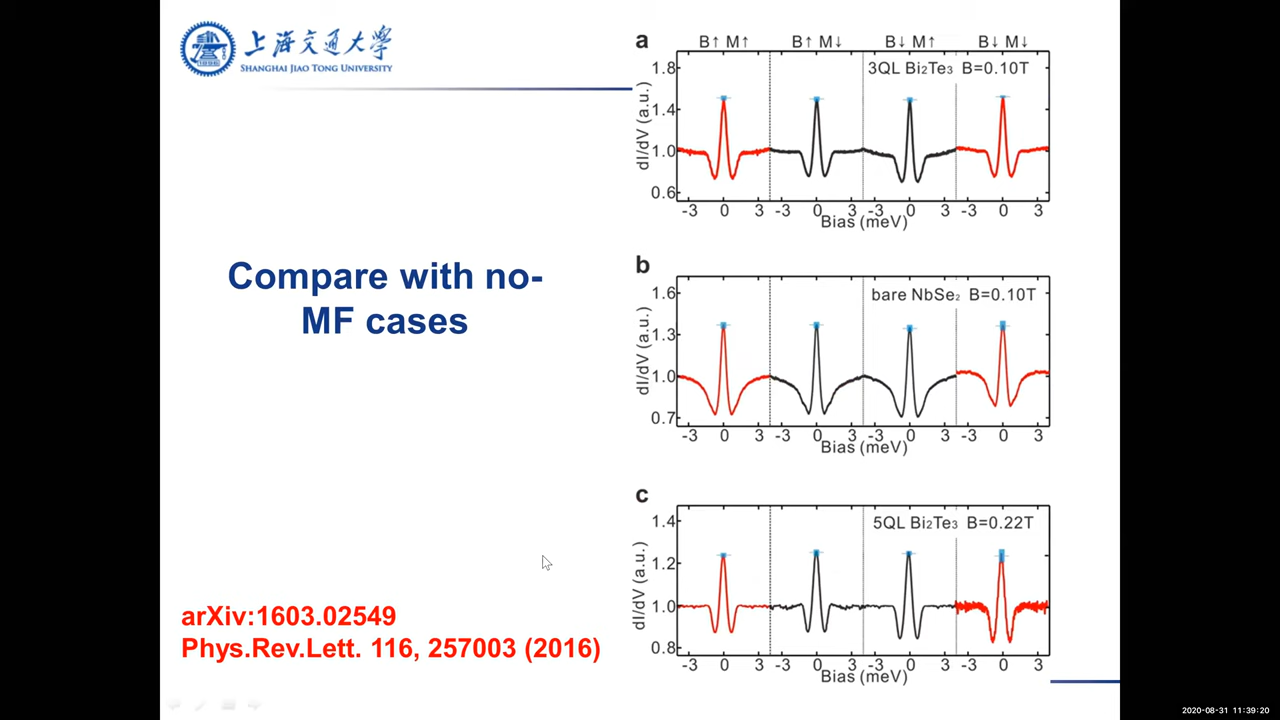 上海交通大学
SHANGHAI JIAO TONG UNIVERSITY
Compare with no-
MF cases
arXiv:1603.02549
Phys.Rev.Lett. 116, 257003 (2016)
a
B↑ M↑ B↑ M↓ B↓ M↑ B↓ M↓
3QL Bi₂Te₃ B=0.10T
dI/dV (a.u.)
1.8
1.4
1.0
0.6
-3 0 3 -3 0 3 -3 0 3 -3 0 3
Bias (meV)
b
bare NbSe₂ B=0.10T
dI/dV (a.u.)
1.6
1.3
1.0
0.7
-3 0 3 -3 0 3 -3 0 3 -3 0 3
Bias (meV)
c
5QL Bi₂Te₃ B=0.22T
dI/dV (a.u.)
1.4
1.2
1.0
0.8
-3 0 3 -3 0 3 -3 0 3 -3 0 3
Bias (meV)
2020-08-31 11:39:20